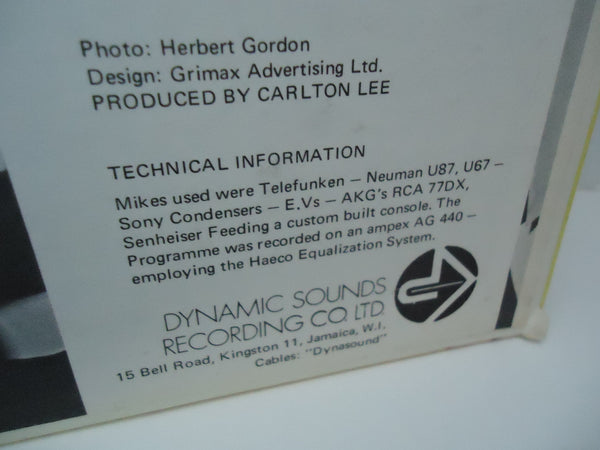 Photo: Herbert Gordon
Design: Grimax Advertising Ltd.
PRODUCED BY CARLTON LEE
TECHNICAL INFORMATION
Mikes used were Telefunken – Neuman U87, U67 –
Sony Condensers – E.Vs – AKG's RCA 77DX,
Senheiser Feeding a custom built console. The
Programme was recorded on an ampex AG 440 –
employing the Haeco Equalization System.
DYNAMIC SOUNDS
RECORDING CO. LTD.
15 Bell Road, Kingston 11, Jamaica, W.I.
Cables: "Dynasound"